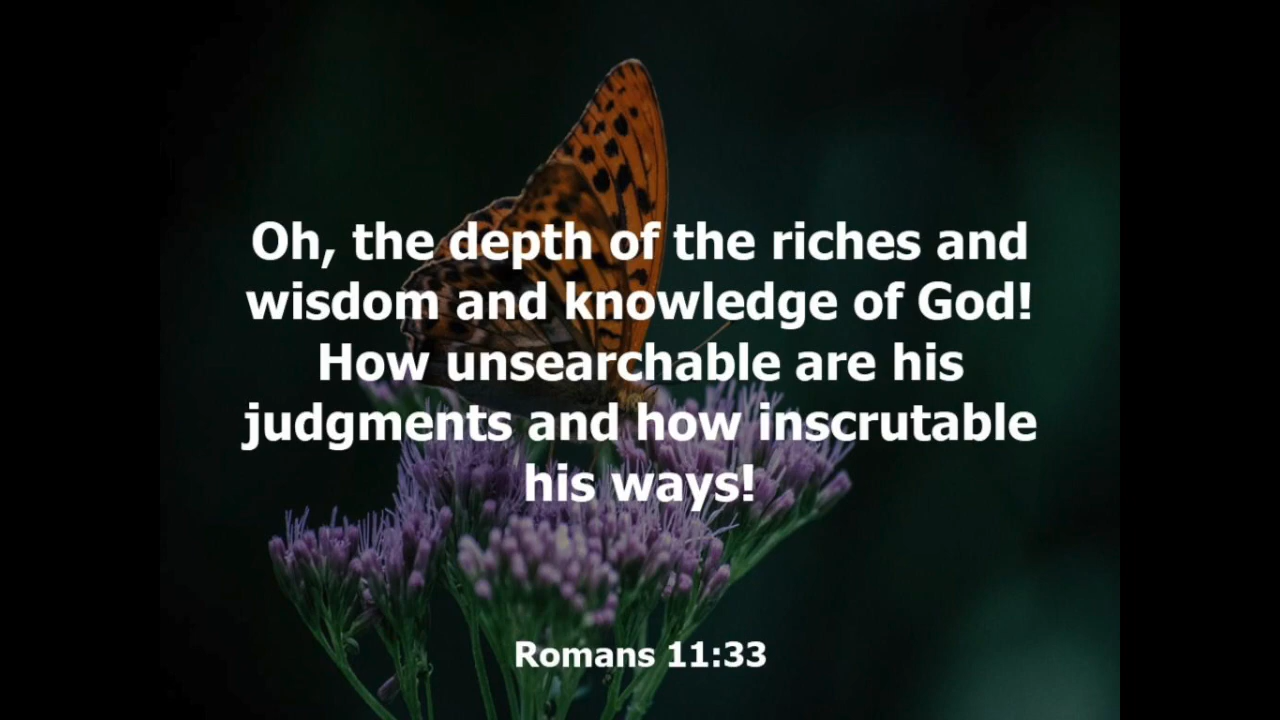 Oh, the depth of the riches and
wisdom and knowledge of God!
How unsearchable are his
judgments and how inscrutable
his ways!
Romans 11:33